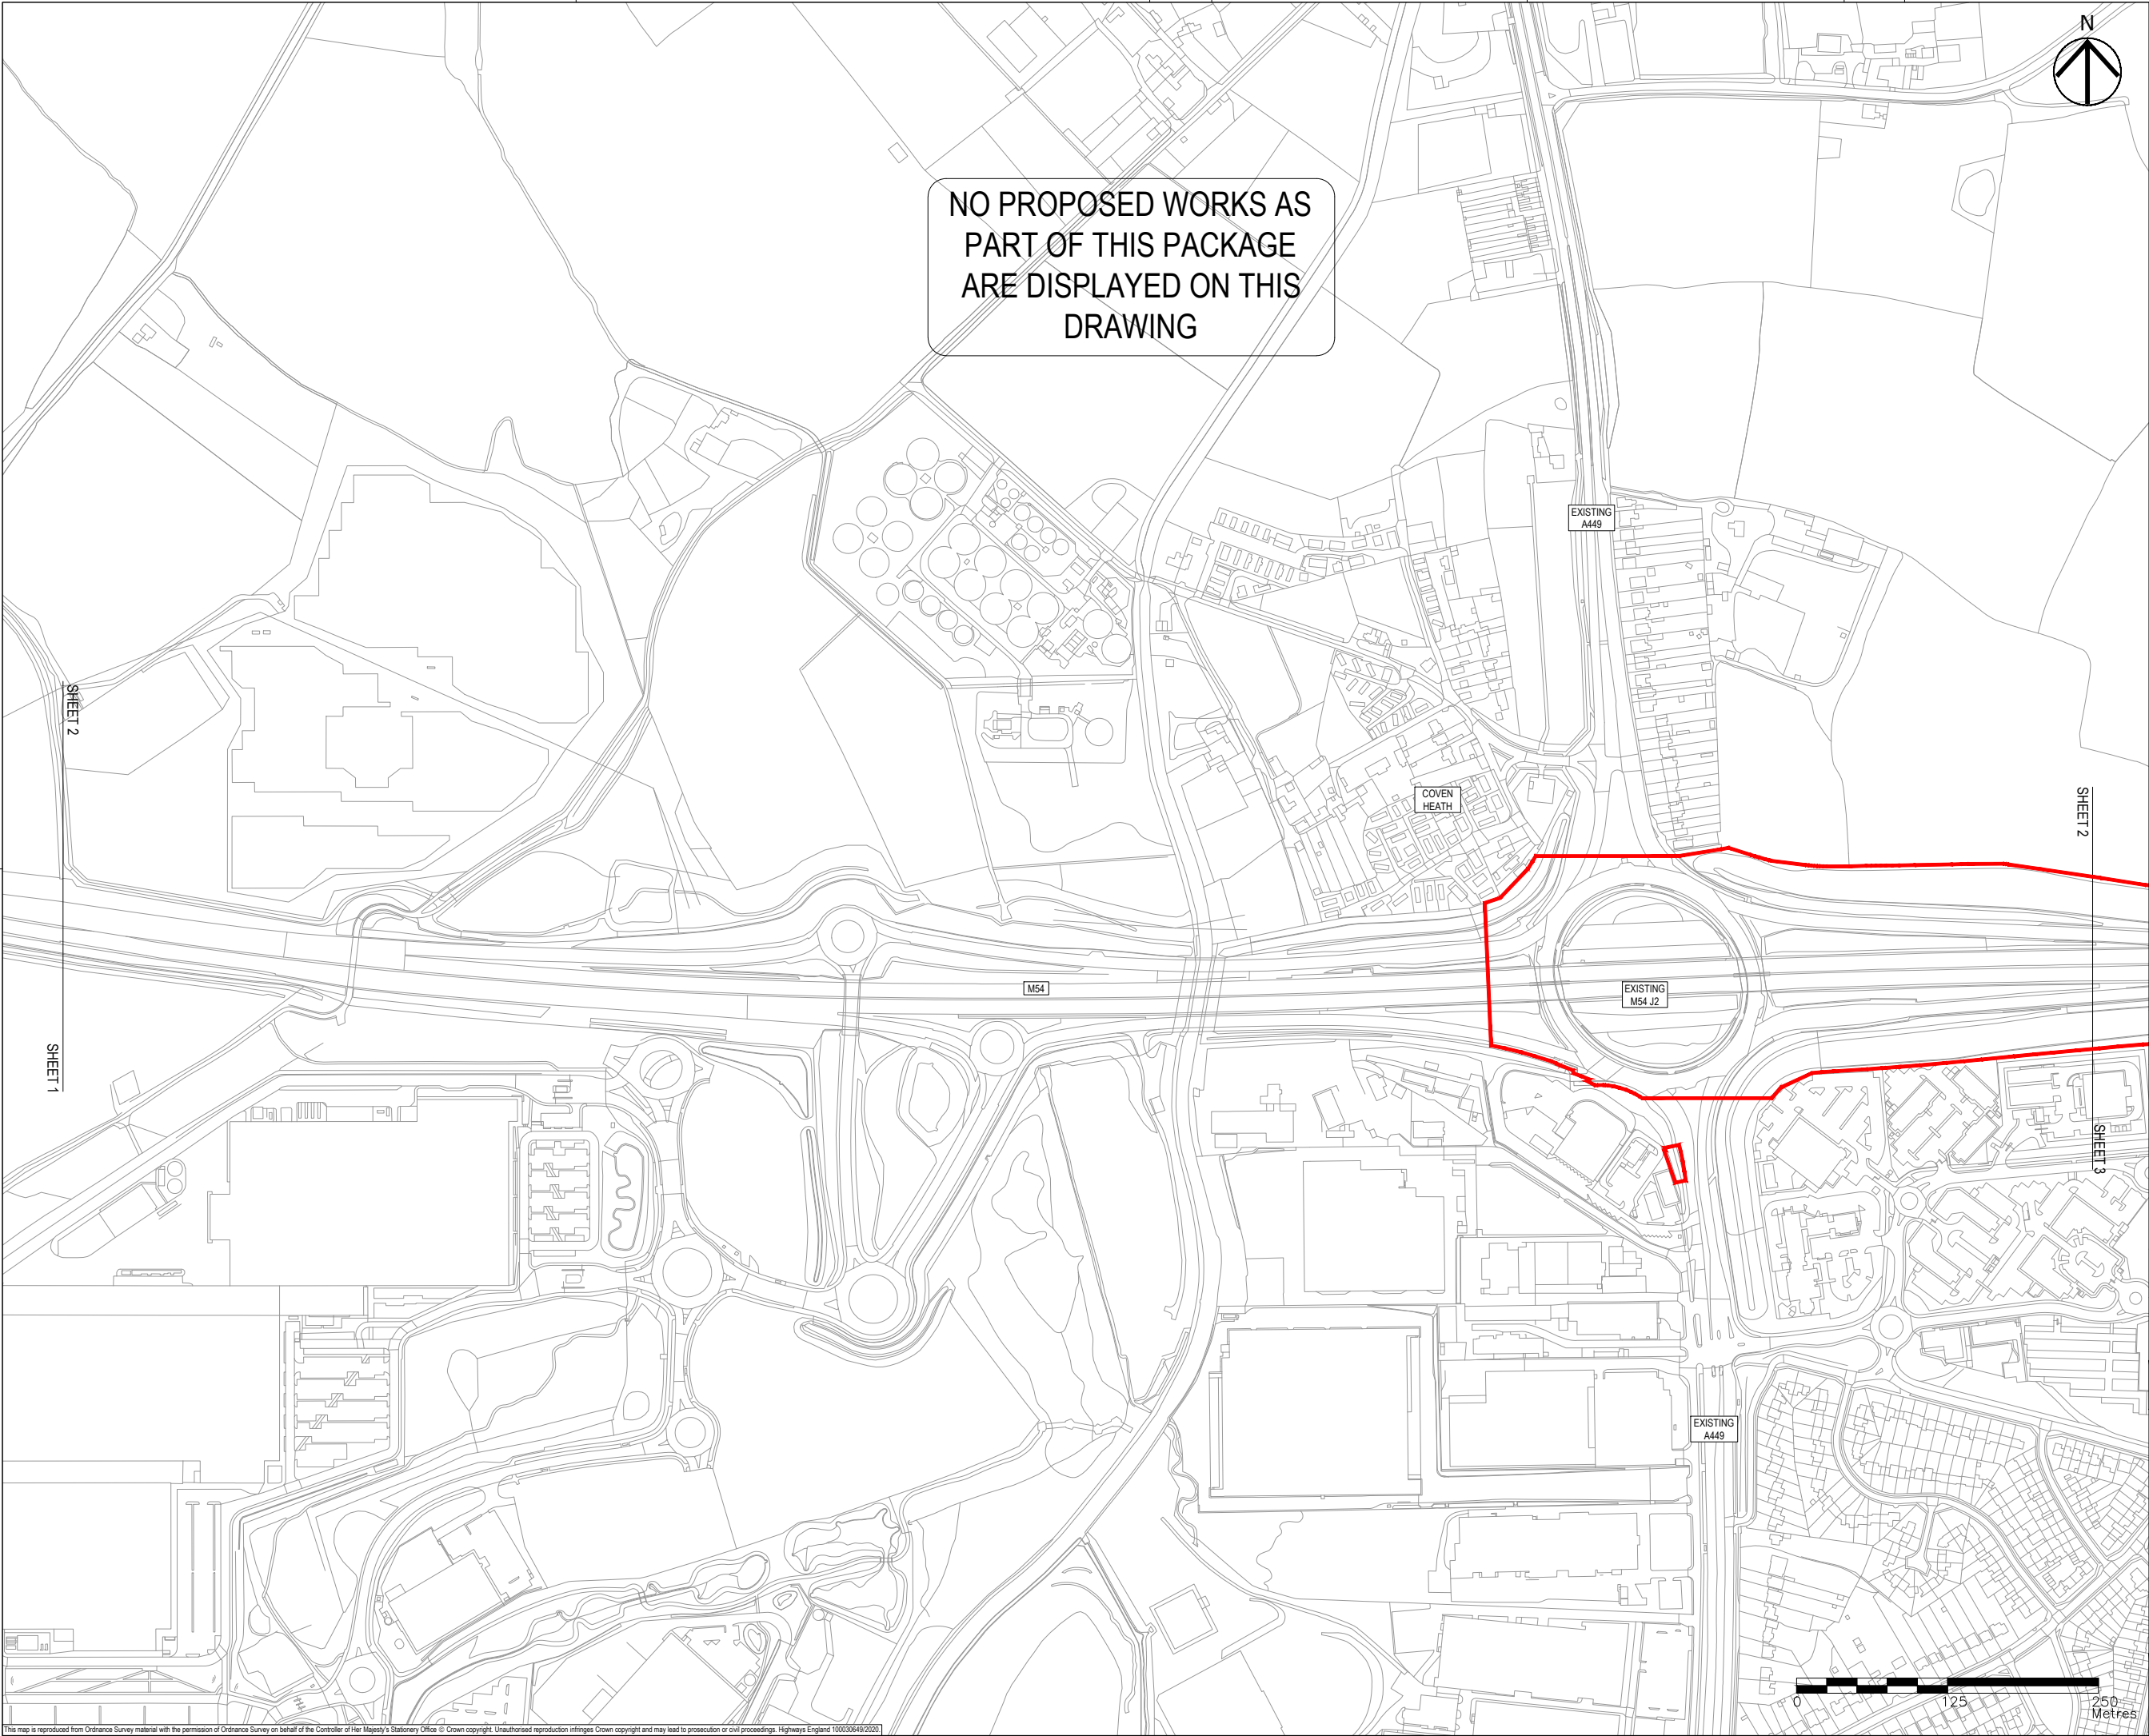 N
NO PROPOSED WORKS AS
PART OF THIS PACKAGE
ARE DISPLAYED ON THIS
DRAWING
EXISTING
A449
SHEET 2
SHEET 1
COVEN
HEATH
SHEET 2
SHEET 3
M54
EXISTING
M54 J2
EXISTING
A449
0 125 250
Metres
This map is reproduced from Ordnance Survey material with the permission of Ordnance Survey on behalf of the Controller of Her Majesty's Stationery Office © Crown copyright. Unauthorised reproduction infringes Crown copyright and may lead to prosecution or civil proceedings. Highways England 100030649/2020.